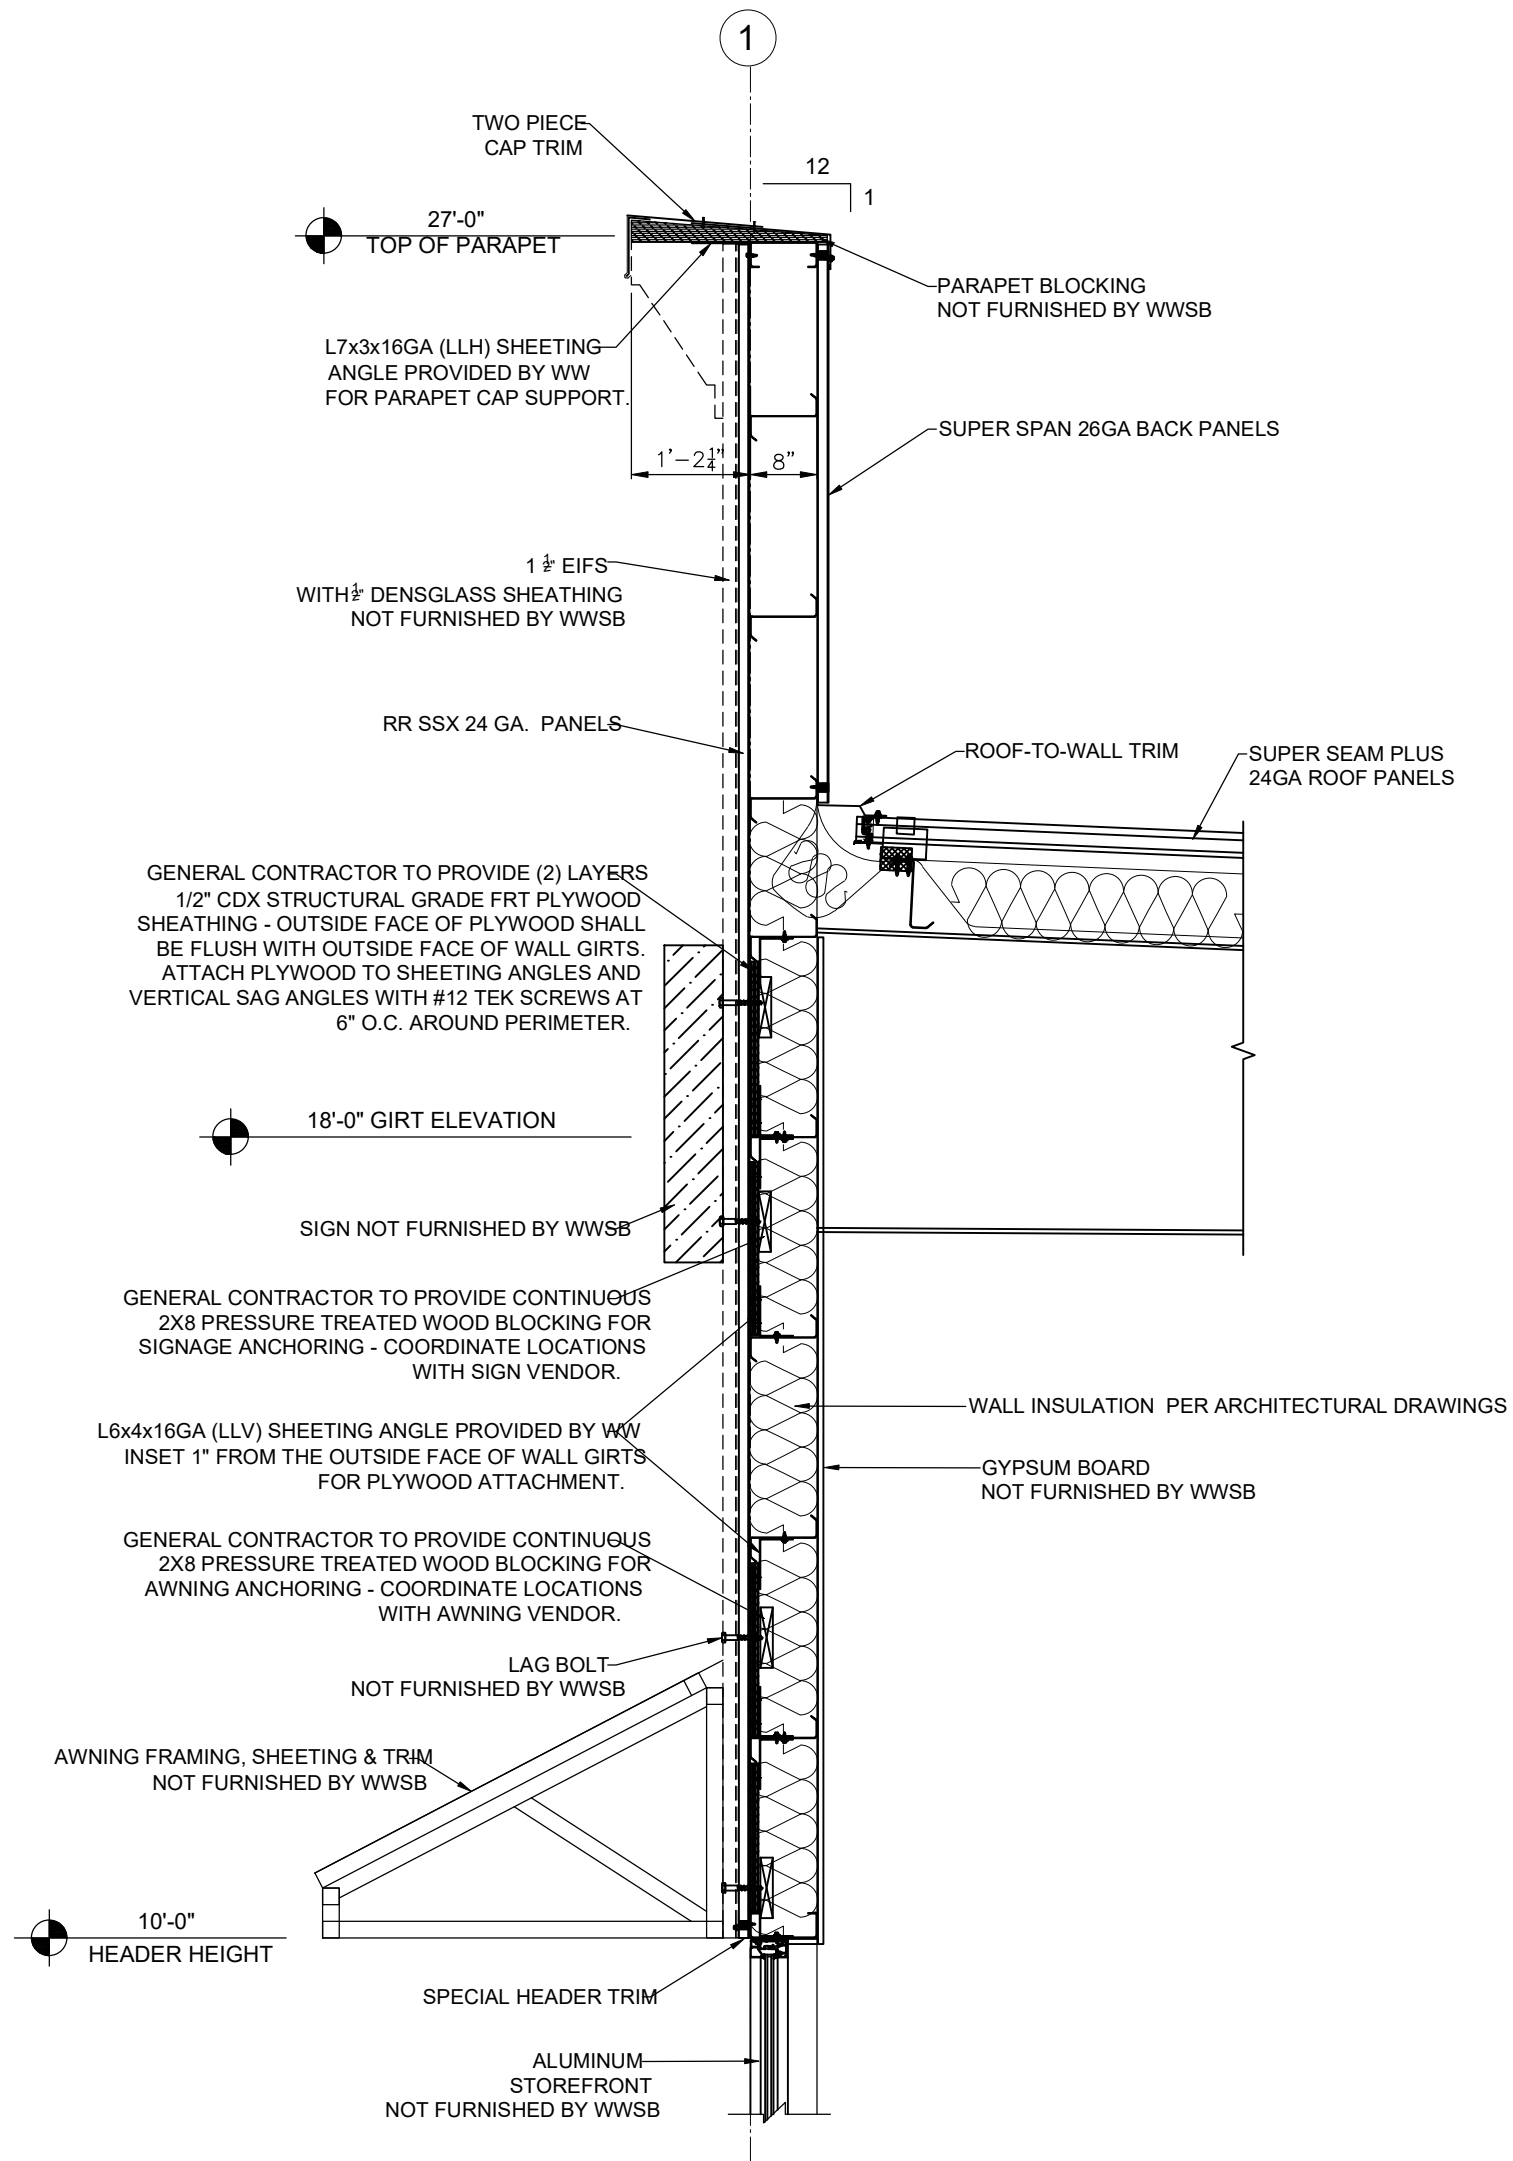 1
TWO PIECE
CAP TRIM
12
1
27'-0"
TOP OF PARAPET
PARAPET BLOCKING
NOT FURNISHED BY WWSB
L7x3x16GA (LLH) SHEETING
ANGLE PROVIDED BY WW
FOR PARAPET CAP SUPPORT.
SUPER SPAN 26GA BACK PANELS
1'-2 1/4"
8"
1 1/2" EIFS
WITH 1/2" DENSGLASS SHEATHING
NOT FURNISHED BY WWSB
RR SSX 24 GA. PANELS
ROOF-TO-WALL TRIM
SUPER SEAM PLUS
24GA ROOF PANELS
GENERAL CONTRACTOR TO PROVIDE (2) LAYERS
1/2" CDX STRUCTURAL GRADE FRT PLYWOOD
SHEATHING - OUTSIDE FACE OF PLYWOOD SHALL
BE FLUSH WITH OUTSIDE FACE OF WALL GIRTS.
ATTACH PLYWOOD TO SHEETING ANGLES AND
VERTICAL SAG ANGLES WITH #12 TEK SCREWS AT
6" O.C. AROUND PERIMETER.
18'-0" GIRT ELEVATION
SIGN NOT FURNISHED BY WWSB
GENERAL CONTRACTOR TO PROVIDE CONTINUOUS
2X8 PRESSURE TREATED WOOD BLOCKING FOR
SIGNAGE ANCHORING - COORDINATE LOCATIONS
WITH SIGN VENDOR.
WALL INSULATION PER ARCHITECTURAL DRAWINGS
L6x4x16GA (LLV) SHEETING ANGLE PROVIDED BY WW
INSET 1" FROM THE OUTSIDE FACE OF WALL GIRTS
FOR PLYWOOD ATTACHMENT.
GYPSUM BOARD
NOT FURNISHED BY WWSB
GENERAL CONTRACTOR TO PROVIDE CONTINUOUS
2X8 PRESSURE TREATED WOOD BLOCKING FOR
AWNING ANCHORING - COORDINATE LOCATIONS
WITH AWNING VENDOR.
LAG BOLT
NOT FURNISHED BY WWSB
AWNING FRAMING, SHEETING & TRIM
NOT FURNISHED BY WWSB
10'-0"
HEADER HEIGHT
SPECIAL HEADER TRIM
ALUMINUM
STOREFRONT
NOT FURNISHED BY WWSB